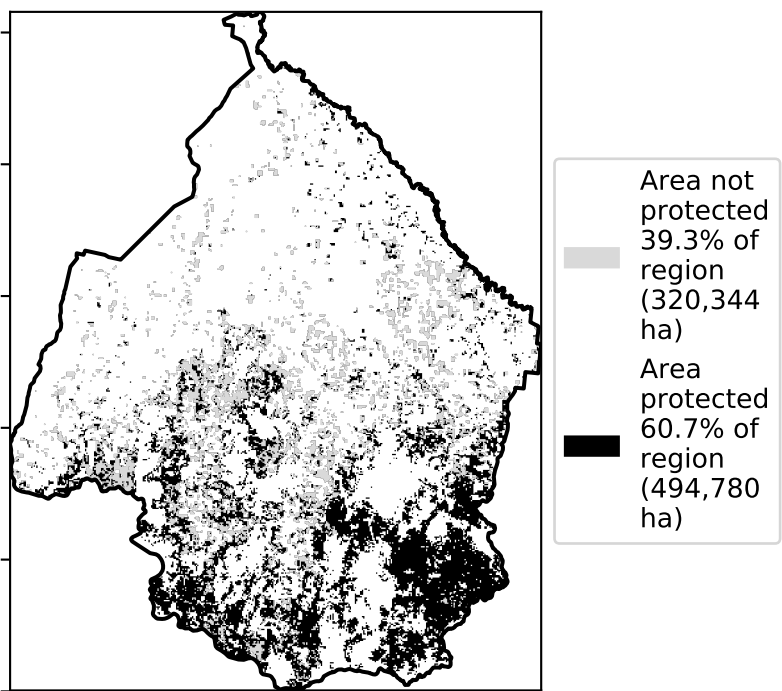 Area not
protected
39.3% of
region
(320,344
ha)
Area
protected
60.7% of
region
(494,780
ha)